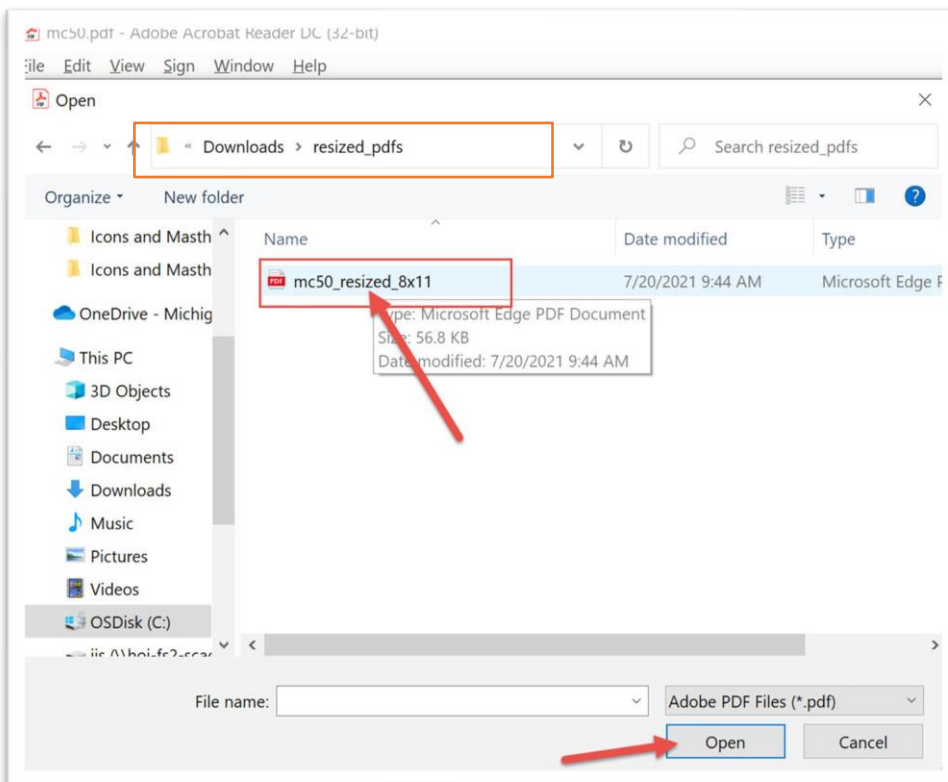 mc50.pdf - Adobe Acrobat Reader DC (32-bit)
File Edit View Sign Window Help
Open
« Downloads › resized_pdfs
Search resized_pdfs
Organize New folder
Icons and Masth
Name Date modified Type
Icons and Masth
mc50_resized_8x11 7/20/2021 9:44 AM Microsoft Edge
OneDrive - Michig
Type: Microsoft Edge PDF Document
Size: 56.8 KB
Date modified: 7/20/2021 9:44 AM
This PC
3D Objects
Desktop
Documents
Downloads
Music
Pictures
Videos
OSDisk (C:)
File name:
Adobe PDF Files (*.pdf)
Open Cancel